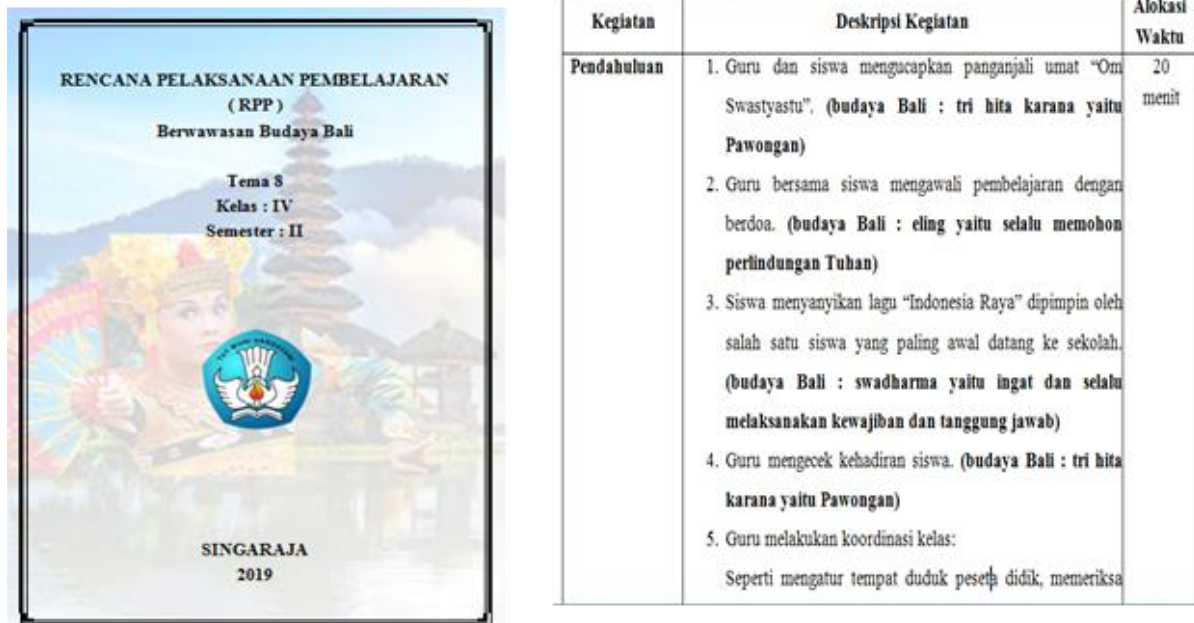 RENCANA PELAKSANAAN PEMBELAJARAN
( RPP )
Berwawasan Budaya Bali
Tema 8
Kelas : IV
Semester : II
TUT WURI HANDAYANI
SINGARAJA
2019
Kegiatan
Deskripsi Kegiatan
Alokasi
Waktu
Pendahuluan
1. Guru dan siswa mengucapkan panganjali umat “Om
Swastyastu”. (budaya Bali : tri hita karana yaitu
Pawongan)
2. Guru bersama siswa mengawali pembelajaran dengan
berdoa. (budaya Bali : eling yaitu selalu memohon
perlindungan Tuhan)
3. Siswa menyanyikan lagu “Indonesia Raya” dipimpin oleh
salah satu siswa yang paling awal datang ke sekolah.
(budaya Bali : swadharma yaitu ingat dan selalu
melaksanakan kewajiban dan tanggung jawab)
4. Guru mengecek kehadiran siswa. (budaya Bali : tri hita
karana yaitu Pawongan)
5. Guru melakukan koordinasi kelas:
Seperti mengatur tempat duduk peseta didik, memeriksa
20
menit